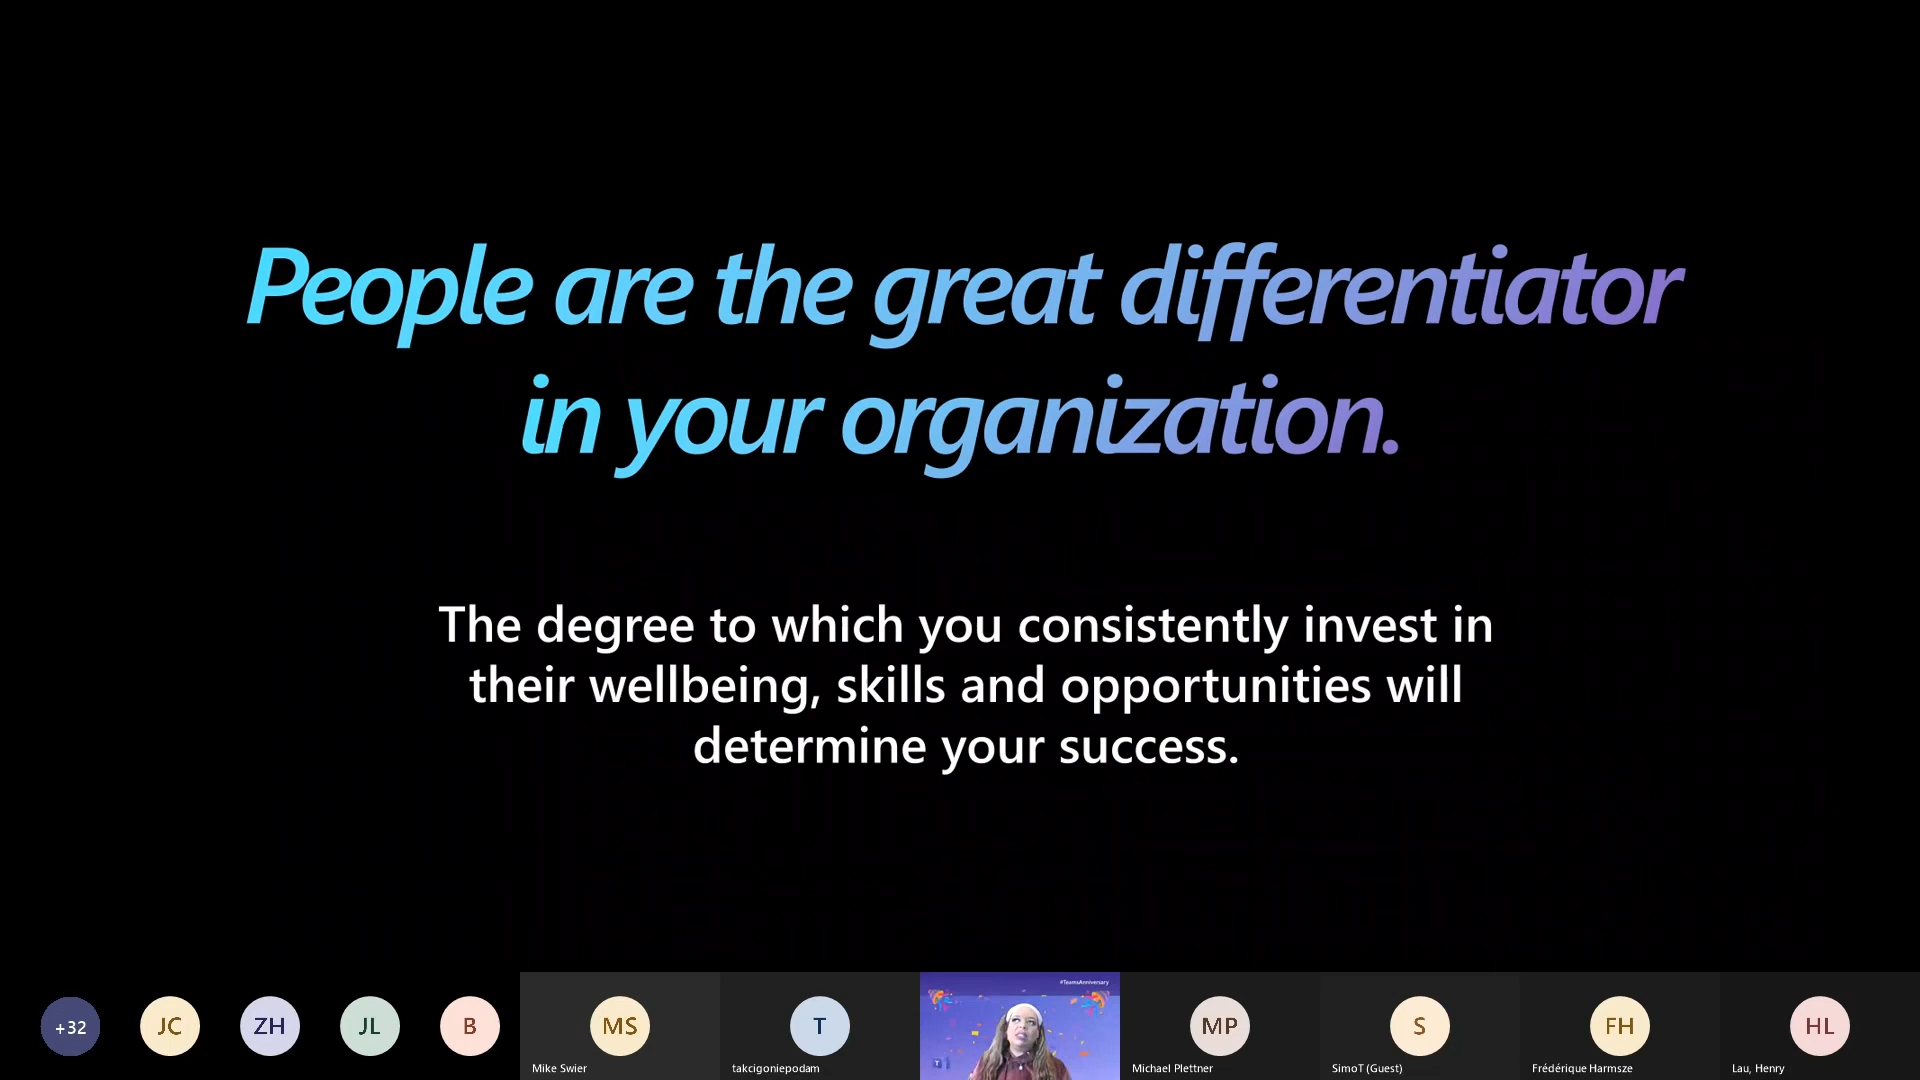 People are the great differentiator
in your organization.
The degree to which you consistently invest in
their wellbeing, skills and opportunities will
determine your success.
#TeamsAnniversary
+32
JC
ZH
JL
B
MS
T
MP
S
FH
HL
Mike Swier
takcigoniepodam
Michael Plettner
SimoT (Guest)
Frédérique Harmsze
Lau, Henry